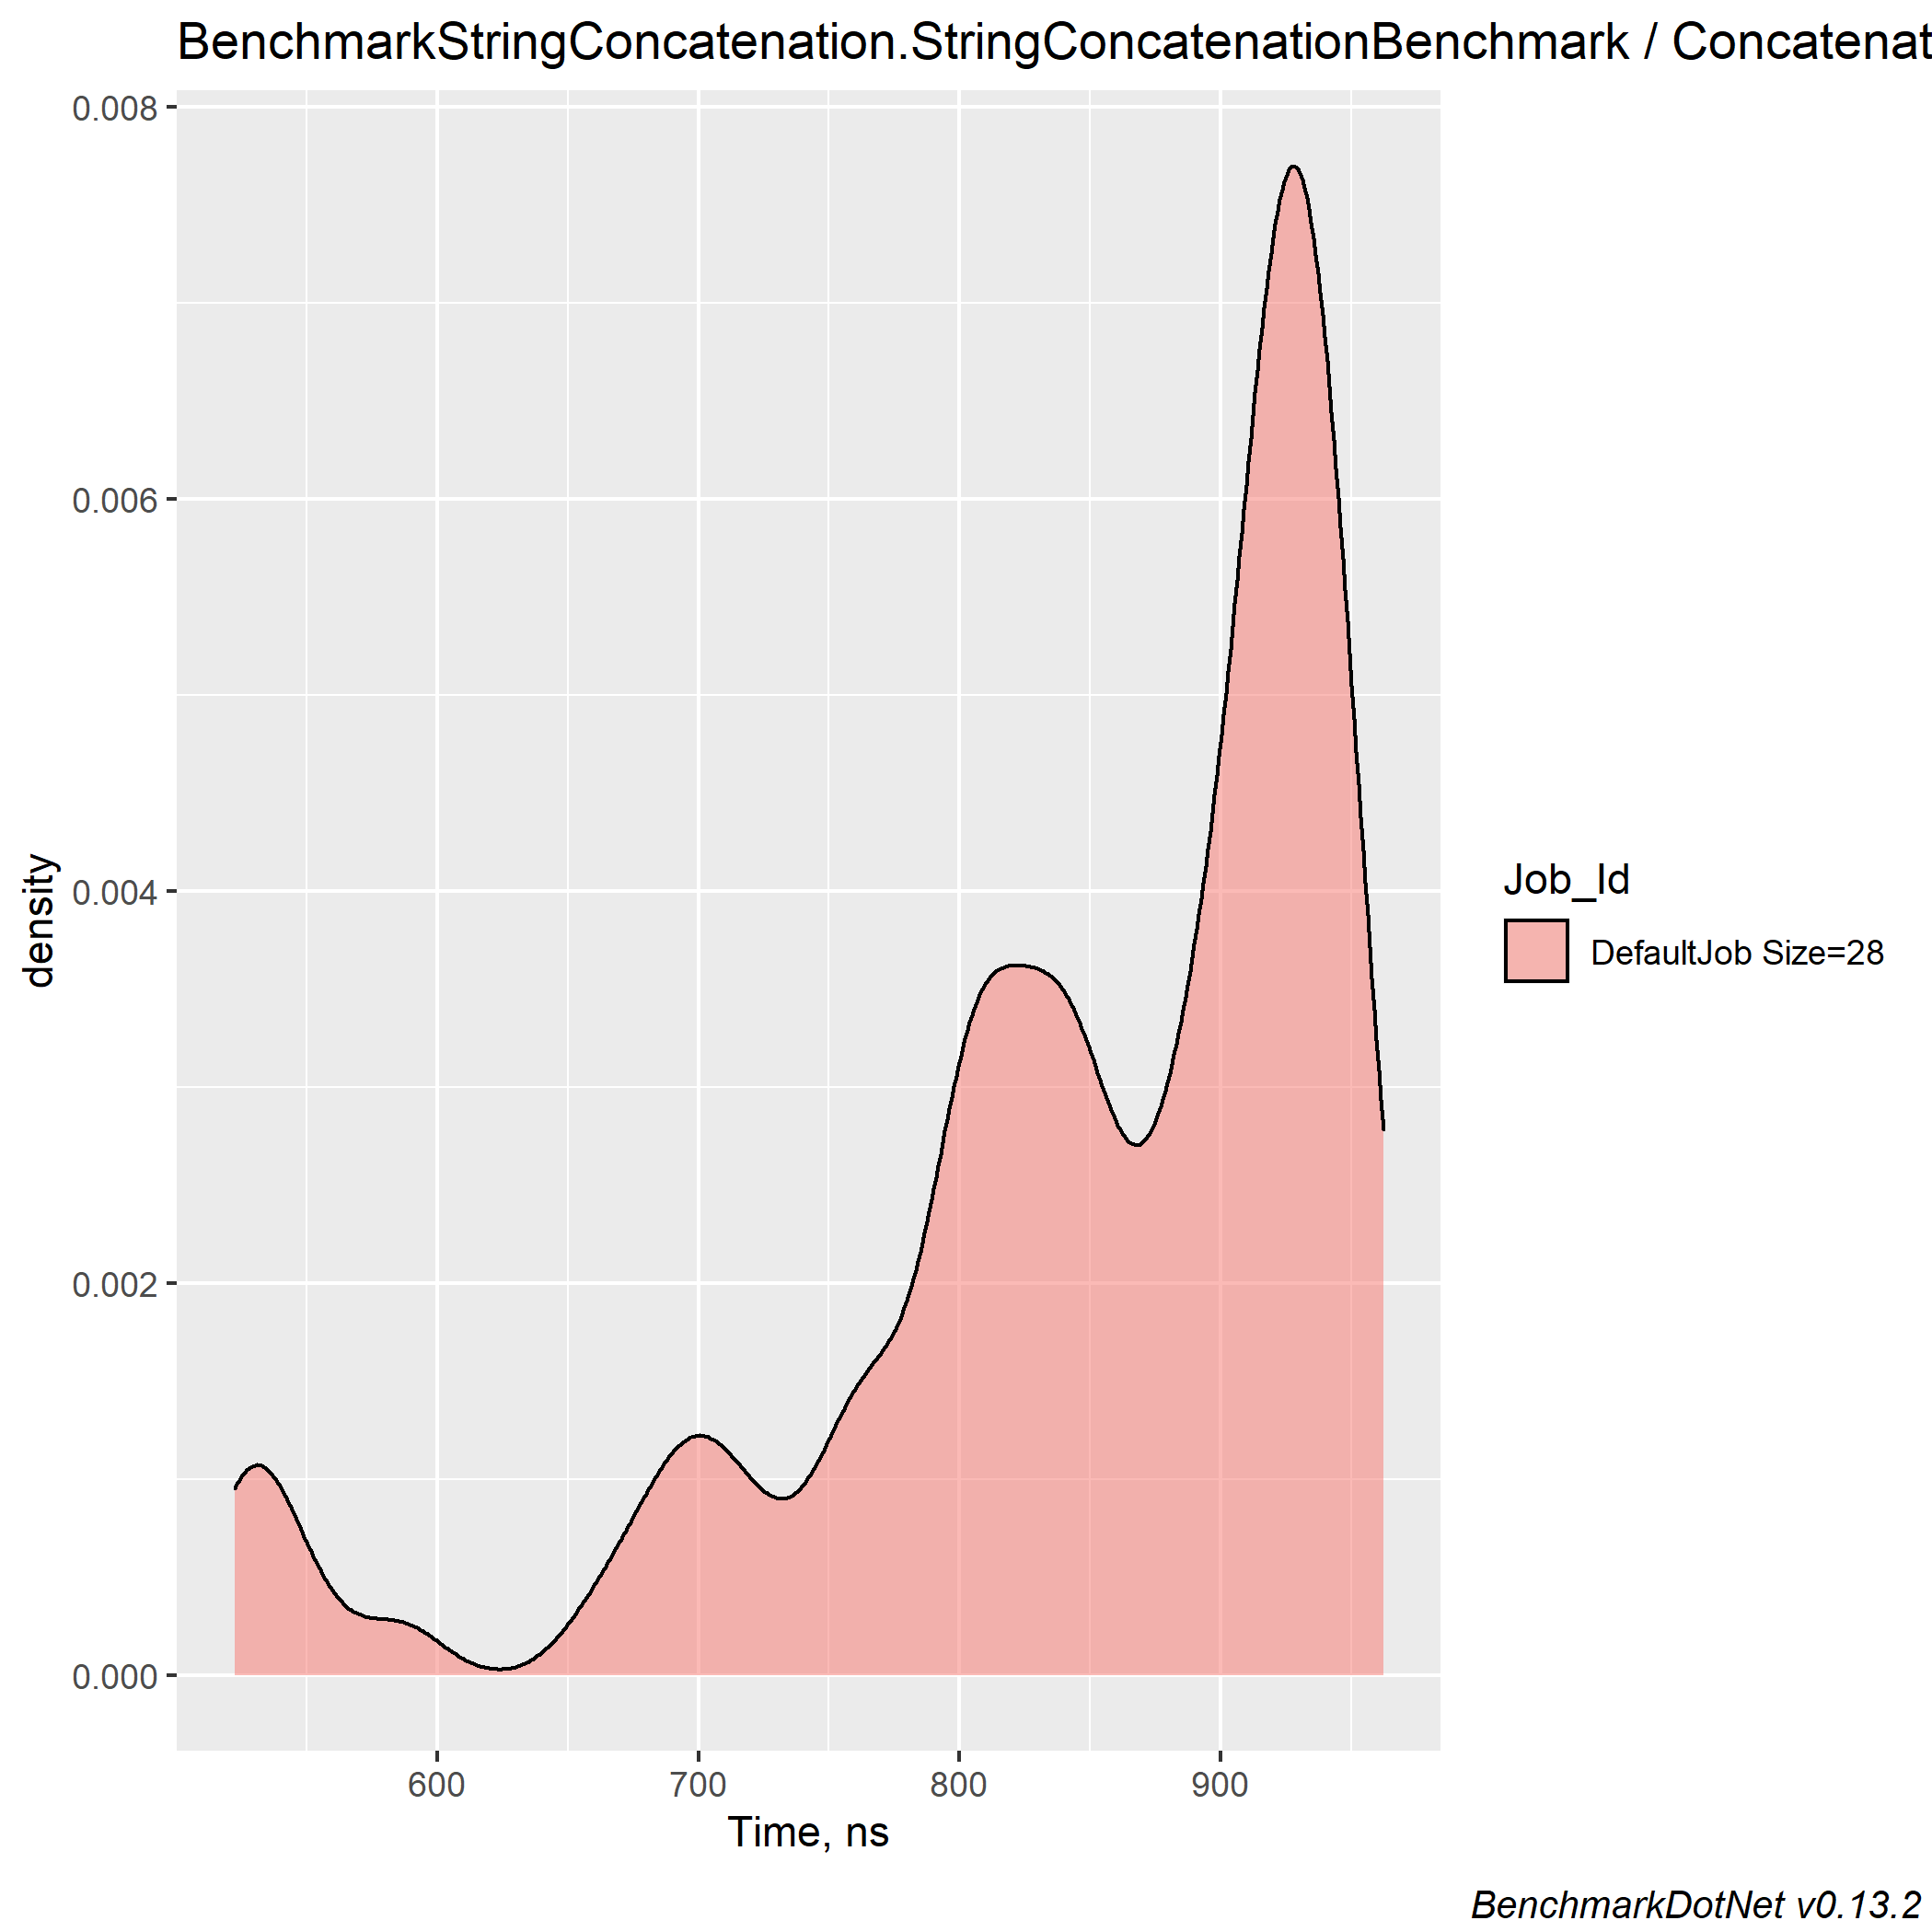 BenchmarkStringConcatenation.StringConcatenationBenchmark / Concatenat
0.008
0.006
0.004
0.002
0.000
density
600 700 800 900
Time, ns
Job_Id
DefaultJob Size=28
BenchmarkDotNet v0.13.2